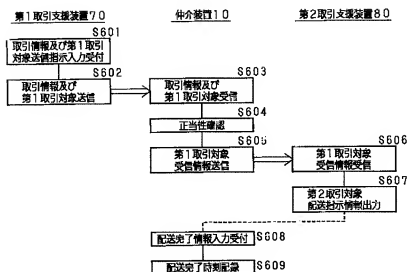 第1取引支援装置70
仲介装置10
第2取引支援装置80
S601
取引情報及び第1取引
対象送信指示入力受付
S602
取引情報及び
第1取引対象送信
S603
取引情報及び
第1取引対象受信
S604
正当性確認
S605
第1取引対象
受信情報送信
S606
第1取引対象
受信情報受信
S607
第2取引対象
配送指示情報出力
配送完了情報入力受付
S608
配送完了時刻記録
S609